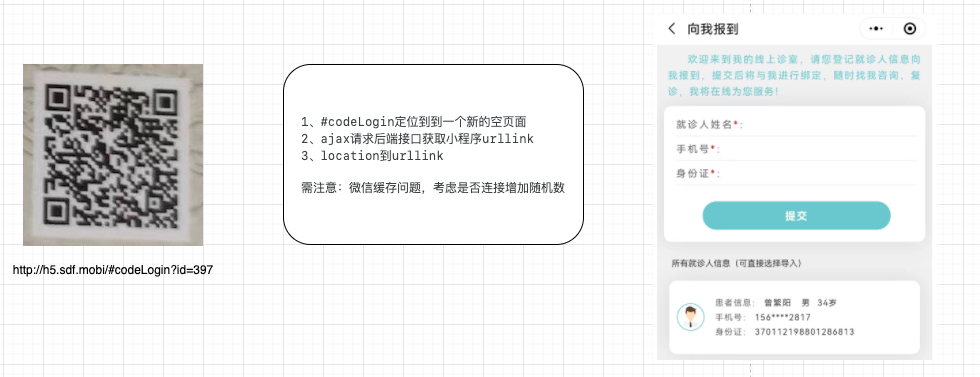 http://h5.sdf.mobi/#codeLogin?id=397
1、#codeLogin定位到到一个新的空页面
2、ajax请求后端接口获取小程序urllink
3、location到urllink
需注意：微信缓存问题，考虑是否连接增加随机数
向我报到
欢迎来到我的线上诊室，请您登记就诊人信息向
我报到，提交后将与我进行绑定，随时找我咨询、复
诊，我将在线为您服务！
就诊人姓名*：
手机号*：
身份证*：
提交
所有就诊人信息（可直接选择导入）
患者信息： 曾繁阳 男 34岁
手机号： 156****2817
身份证： 370112198801286813